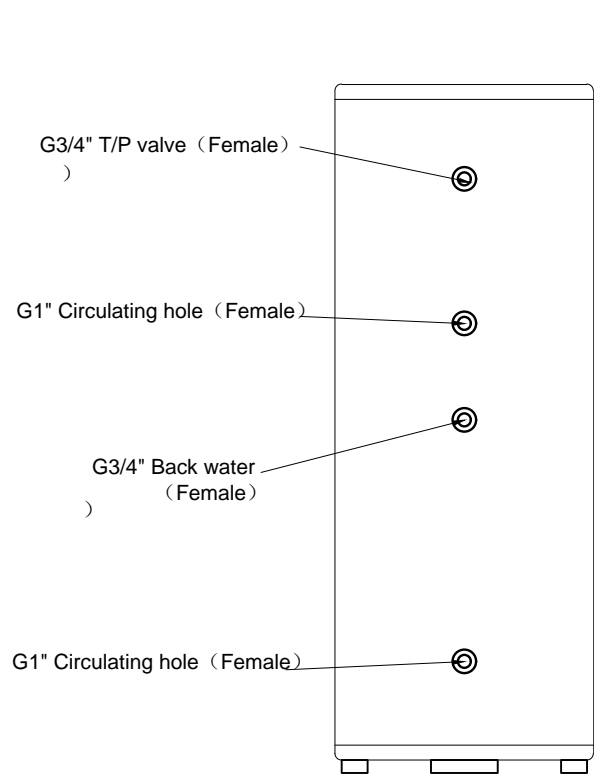 G3/4" T/P valve（Female）
）
G1" Circulating hole（Female）
G3/4" Back water
（Female）
）
G1" Circulating hole（Female）